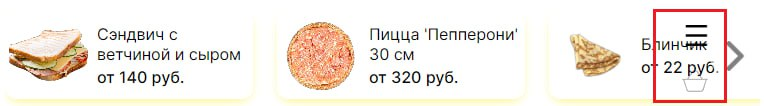 Сэндвич с
ветчиной и сыром
от 140 руб.
Пицца 'Пепперони'
30 см
от 320 руб.
Блинчик
от 22 руб.